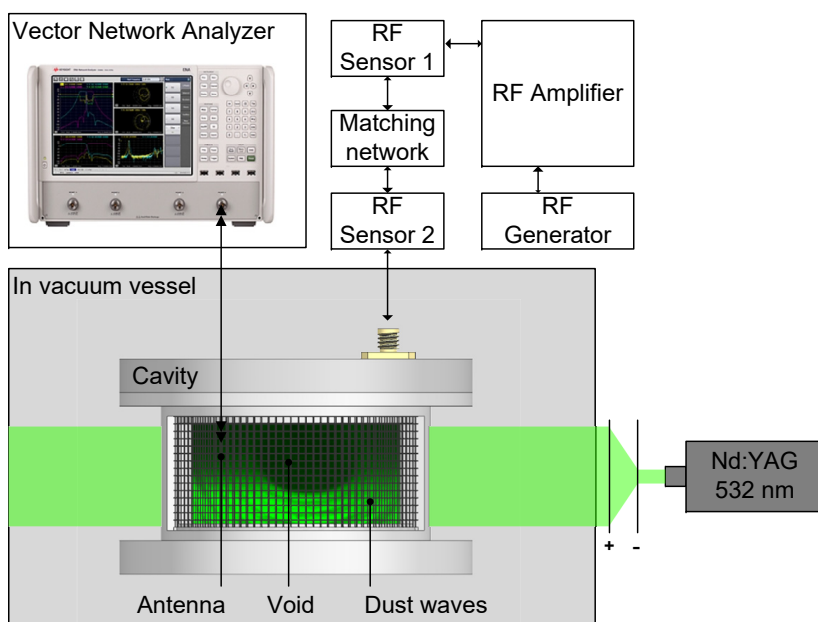 Vector Network Analyzer
RF
Sensor 1
RF Amplifier
Matching
network
RF
Sensor 2
RF
Generator
In vacuum vessel
Cavity
Nd:YAG
532 nm
+ -
Antenna Void Dust waves